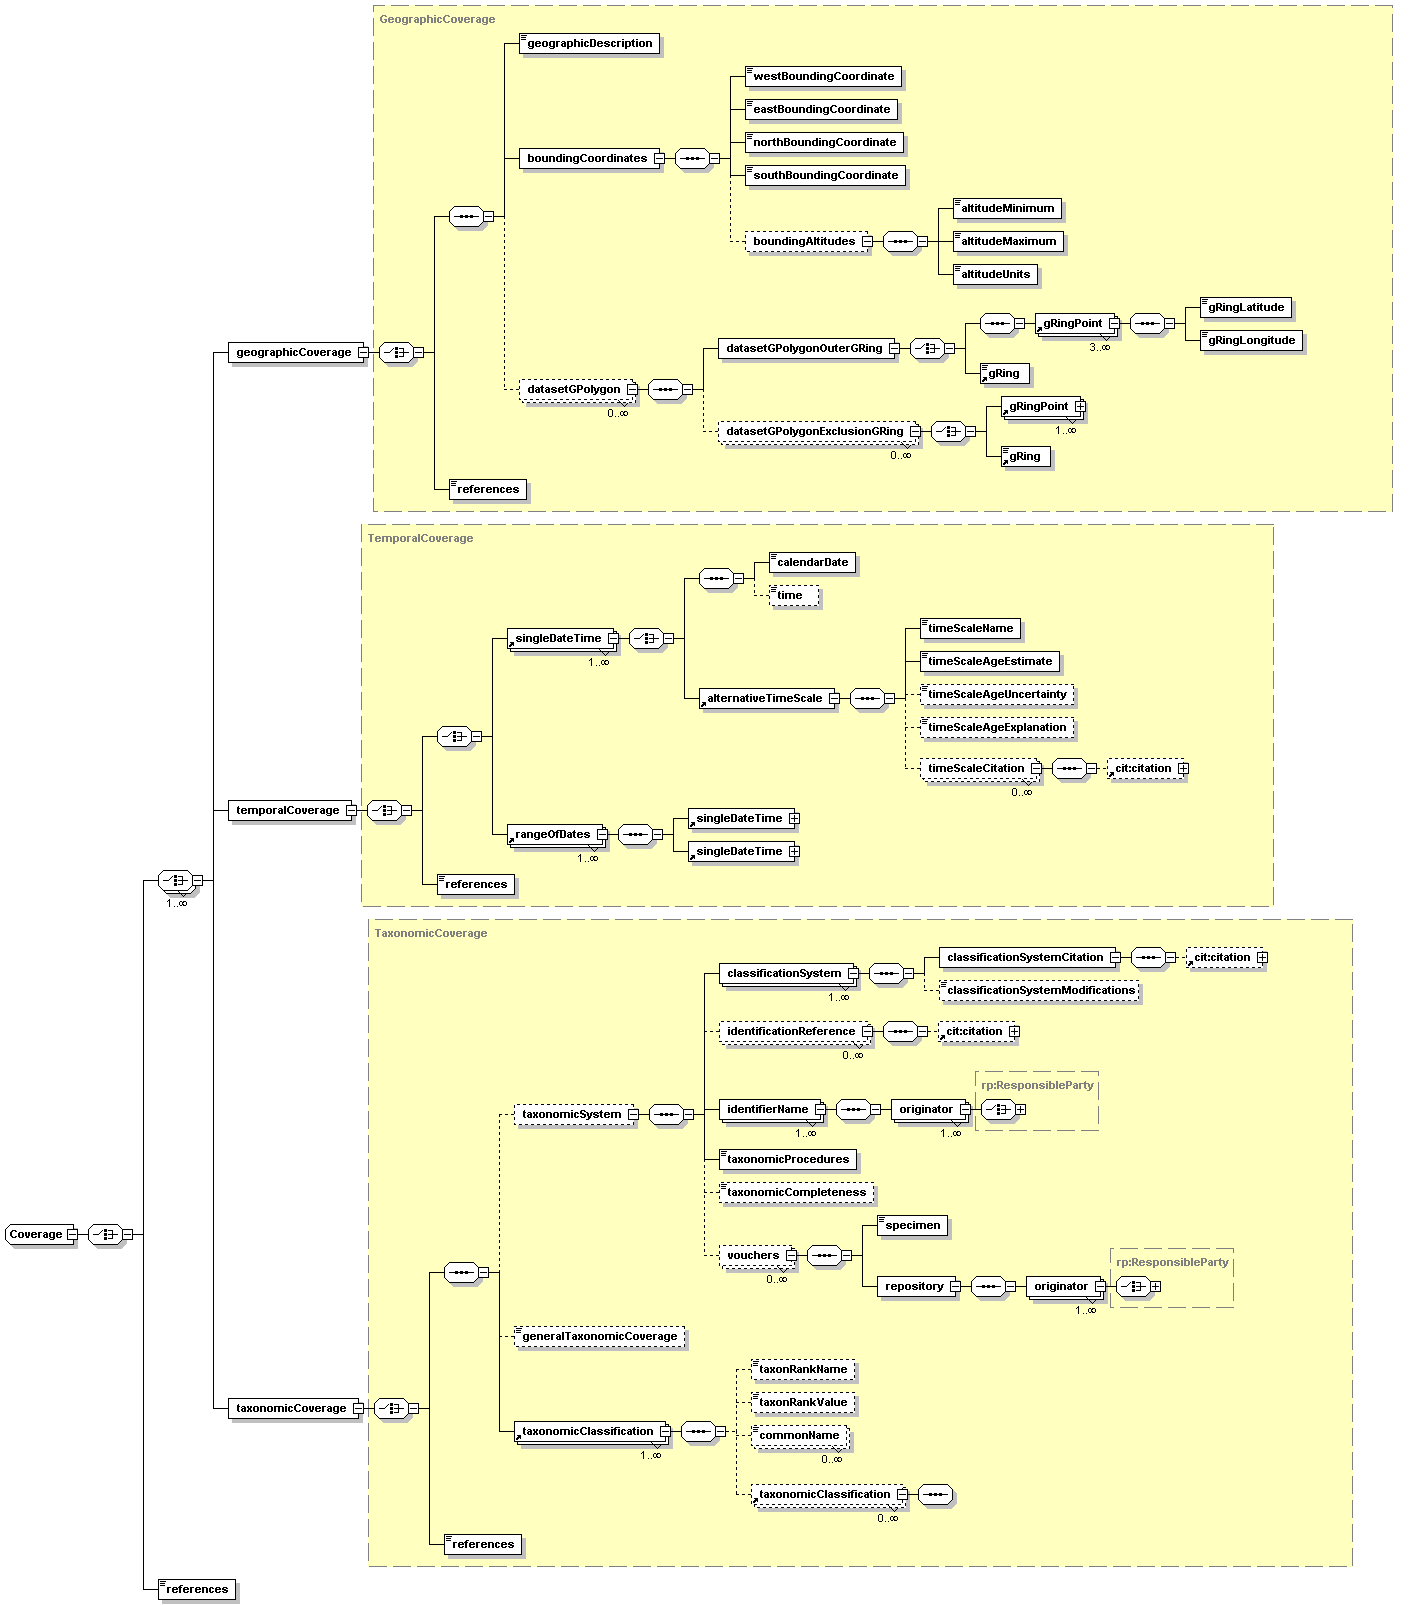 GeographicCoverage
geographicDescription
westBoundingCoordinate
eastBoundingCoordinate
northBoundingCoordinate
boundingCoordinates
southBoundingCoordinate
altitudeMinimum
boundingAltitudes
altitudeMaximum
altitudeUnits
gRingLatitude
gRingPoint
3..∞
gRingLongitude
geographicCoverage
datasetGPolygonOuterGRing
gRing
datasetGPolygon
0..∞
gRingPoint
1..∞
datasetGPolygonExclusionGRing
0..∞
gRing
references
TemporalCoverage
calendarDate
time
singleDateTime
1..∞
timeScaleName
timeScaleAgeEstimate
alternativeTimeScale
timeScaleAgeUncertainty
timeScaleAgeExplanation
timeScaleCitation
0..∞
cit:citation
temporalCoverage
rangeOfDates
1..∞
singleDateTime
singleDateTime
references
1..∞
TaxonomicCoverage
classificationSystem
1..∞
classificationSystemCitation
cit:citation
classificationSystemModifications
identificationReference
0..∞
cit:citation
rp:ResponsibleParty
taxonomicSystem
identifierName
1..∞
originator
1..∞
taxonomicProcedures
taxonomicCompleteness
specimen
Coverage
vouchers
0..∞
rp:ResponsibleParty
repository
originator
1..∞
generalTaxonomicCoverage
taxonRankName
taxonRankValue
taxonomicCoverage
taxonomicClassification
1..∞
commonName
0..∞
taxonomicClassification
0..∞
references
references